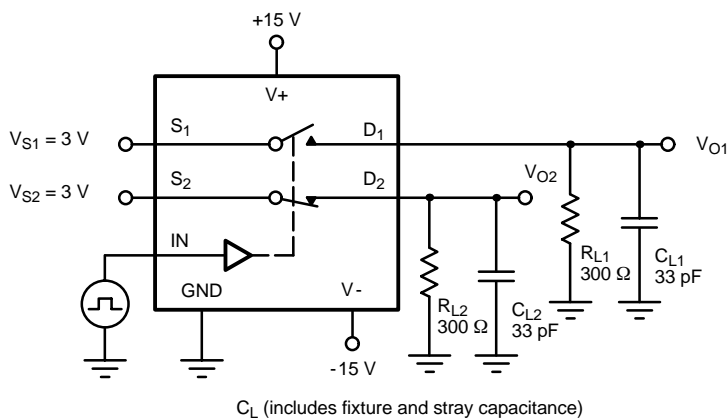 +15 V
V+
V_S1 = 3 V
S_1
D_1
V_O1
V_S2 = 3 V
S_2
D_2
V_O2
IN
R_L1
300 Ω
C_L1
33 pF
GND
V-
R_L2
300 Ω
C_L2
33 pF
-15 V
C_L (includes fixture and stray capacitance)